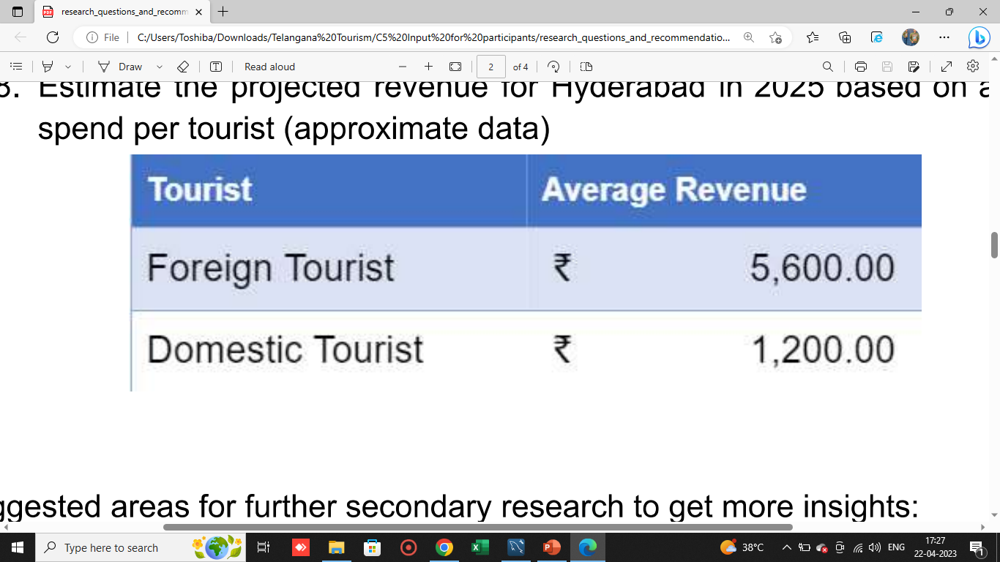 research_questions_and_recomm
File
C:/Users/Toshiba/Downloads/Telangana%20Tourism/C5%20Input%20for%20participants/research_questions_and_recommendatio...
Draw
Read aloud
2 of 4
8. Estimate the projected revenue for Hyderabad in 2025 based on
spend per tourist (approximate data)
Tourist Average Revenue
Foreign Tourist ₹ 5,600.00
Domestic Tourist ₹ 1,200.00
ggested areas for further secondary research to get more insights:
Type here to search
38°C
ENG
17:27
22-04-2023
1